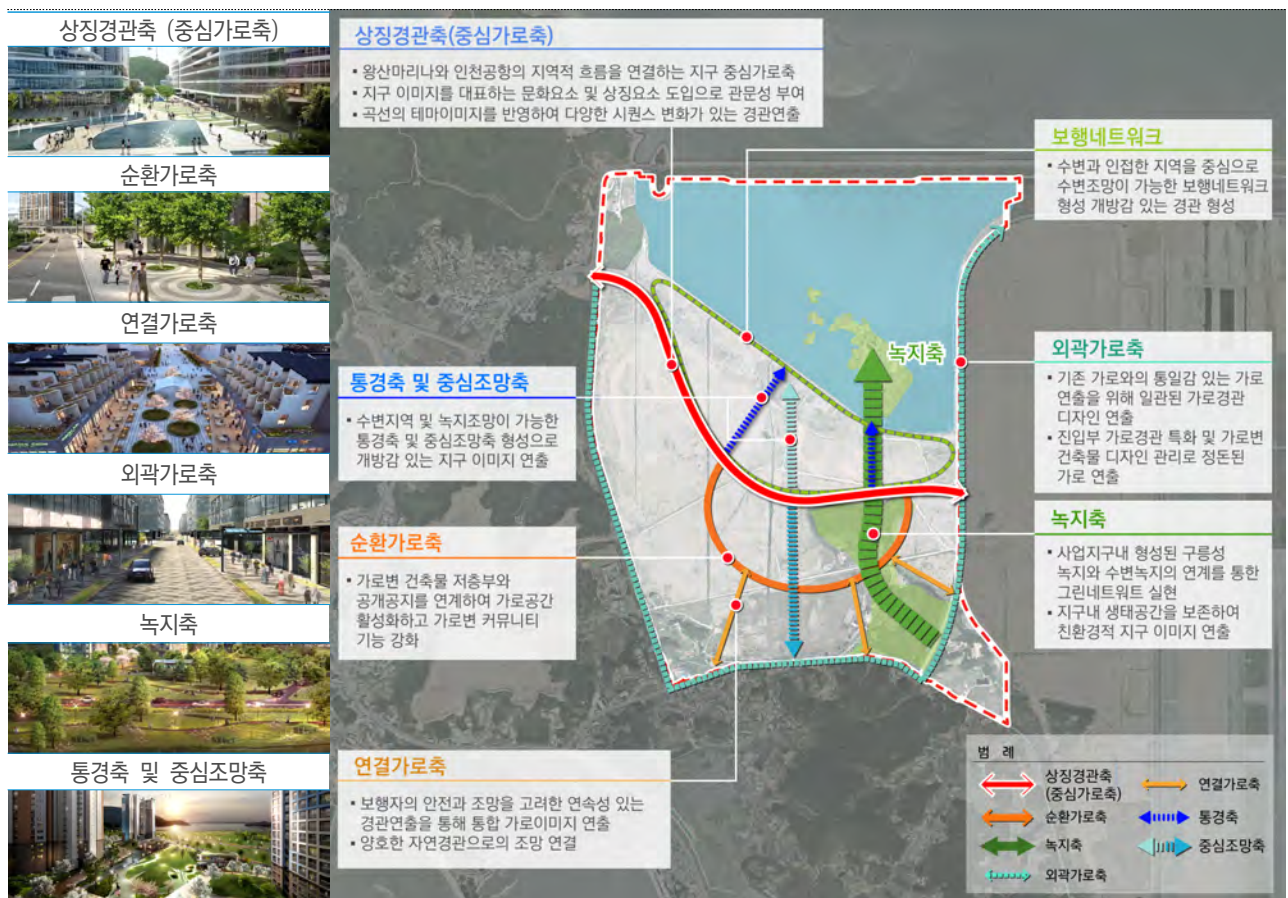 상징경관축 (중심가로축)
순환가로축
연결가로축
외곽가로축
녹지축
통경축 및 중심조망축
상징경관축(중심가로축)
▪ 왕산마리나와 인천공항의 지역적 흐름을 연결하는 지구 중심가로축
▪ 지구 이미지를 대표하는 문화요소 및 상징요소 도입으로 관문성 부여
▪ 곡선의 테마이미지를 반영하여 다양한 시퀀스 변화가 있는 경관연출
보행네트워크
▪ 수변과 인접한 지역을 중심으로
수변조망이 가능한 보행네트워크
형성 개방감 있는 경관 형성
녹지축
통경축 및 중심조망축
▪ 수변지역 및 녹지조망이 가능한
통경축 및 중심조망축 형성으로
개방감 있는 지구 이미지 연출
외곽가로축
▪ 기존 가로와의 통일감 있는 가로
연출을 위해 일관된 가로경관
디자인 연출
▪ 진입부 가로경관 특화 및 가로변
건축물 디자인 관리로 정돈된
가로 연출
순환가로축
▪ 가로변 건축물 저층부와
공개공지를 연계하여 가로공간
활성화하고 가로변 커뮤니티
기능 강화
녹지축
▪ 사업지구내 형성된 구릉성
녹지와 수변녹지의 연계를 통한
그린네트워크 실현
▪ 지구내 생태공간을 보존하여
친환경적 지구 이미지 연출
연결가로축
▪ 보행자의 안전과 조망을 고려한 연속성 있는
경관연출을 통해 통합 가로이미지 연출
▪ 양호한 자연경관으로의 조망 연결
범 례
상징경관축
(중심가로축)
순환가로축
녹지축
외곽가로축
연결가로축
통경축
중심조망축